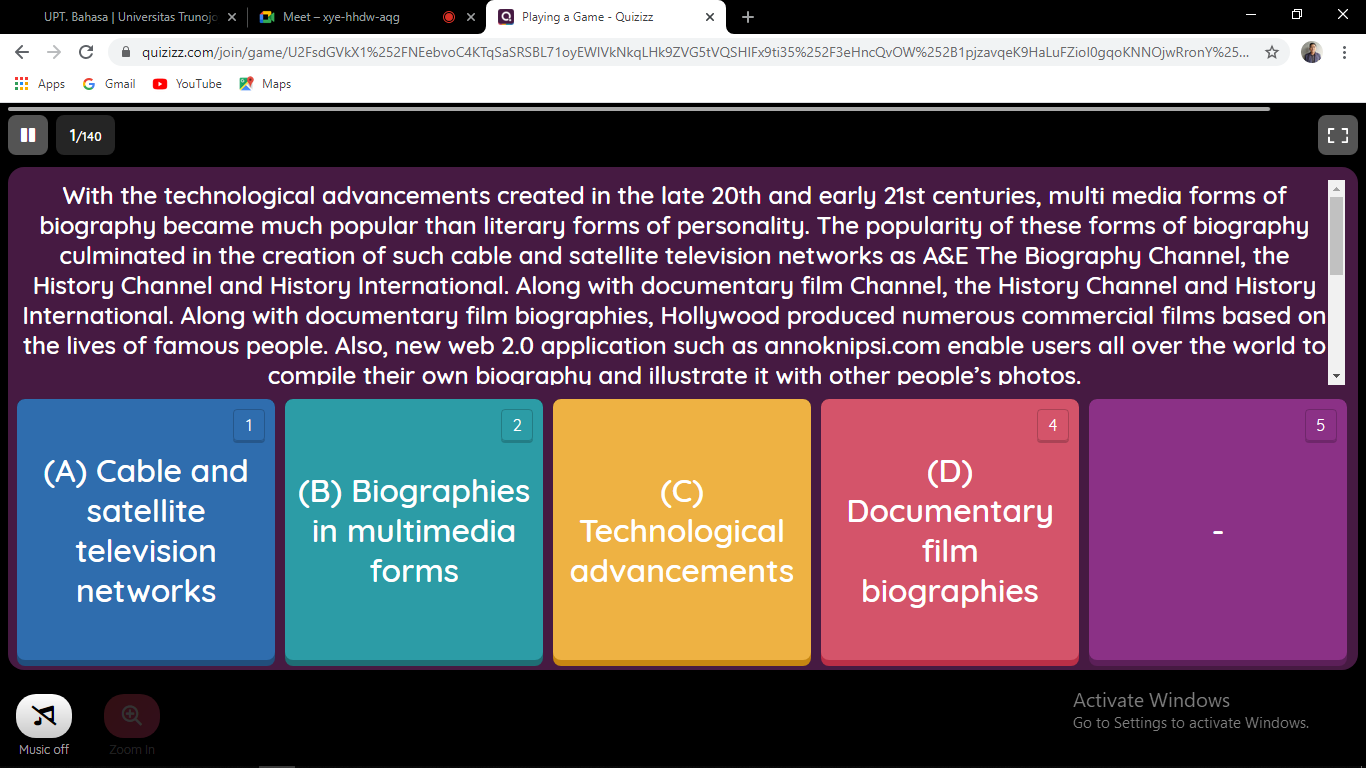 UPT. Bahasa | Universitas Trunojo
Meet – xye-hhdw-aqg
Playing a Game - Quizizz
quizizz.com/join/game/U2FsdGVkX1%252FNEebvoC4KTqSaSRSBL71oyEWIVkNkqLHk9ZVG5tVQSHIFx9ti35%252F3eHncQvOW%252B1pjzavqeK9HaLuFZioI0gqoKNNOjwRronY%25...
Apps
Gmail
YouTube
Maps
1/140
With the technological advancements created in the late 20th and early 21st centuries, multi media forms of
biography became much popular than literary forms of personality. The popularity of these forms of biography
culminated in the creation of such cable and satellite television networks as A&E The Biography Channel, the
History Channel and History International. Along with documentary film Channel, the History Channel and History
International. Along with documentary film biographies, Hollywood produced numerous commercial films based on
the lives of famous people. Also, new web 2.0 application such as annoknipsi.com enable users all over the world to
compile their own biography and illustrate it with other people's photos.
1
(A) Cable and
satellite
television
networks
2
(B) Biographies
in multimedia
forms
(C)
Technological
advancements
4
(D)
Documentary
film
biographies
5
-
Music off
Zoom In
Activate Windows
Go to Settings to activate Windows.